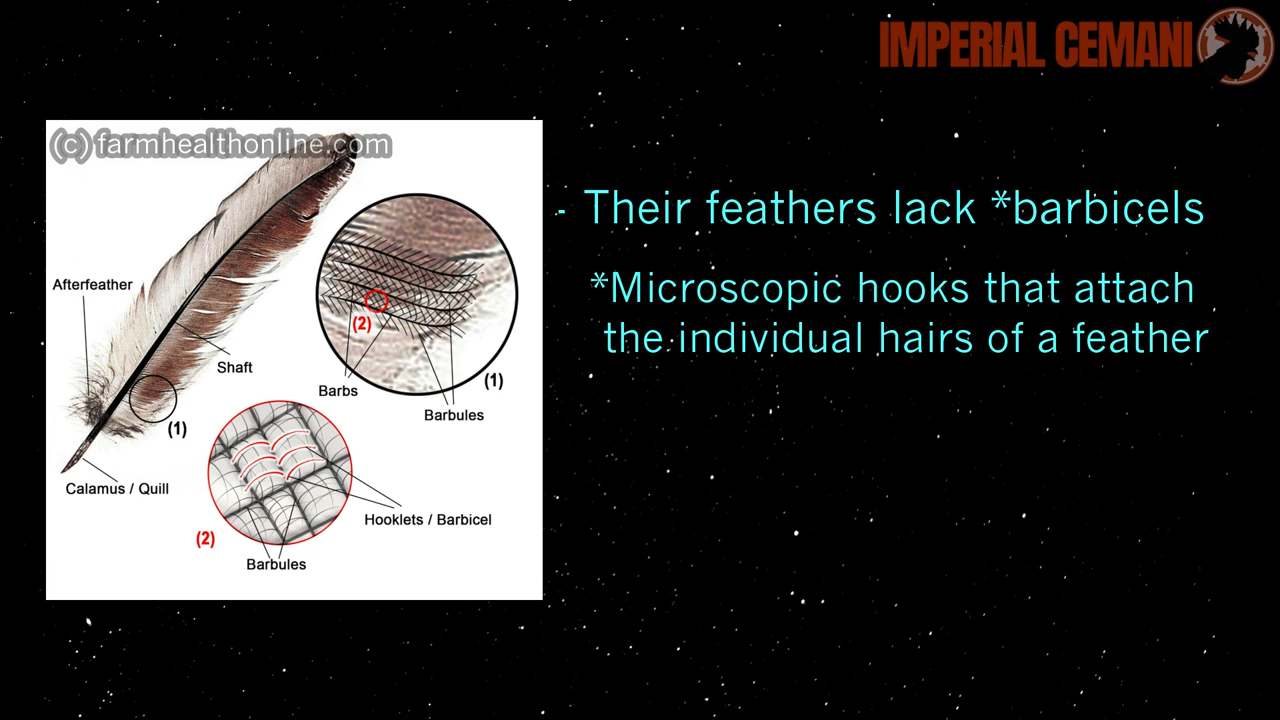 IMPERIAL CEMANI
(c) farmhealthonline.com
- Their feathers lack *barbicels
*Microscopic hooks that attach
the individual hairs of a feather
Afterfeather
Shaft
(2)
(1)
Barbs
Barbules
(1)
Calamus / Quill
Hooklets / Barbicel
(2)
Barbules